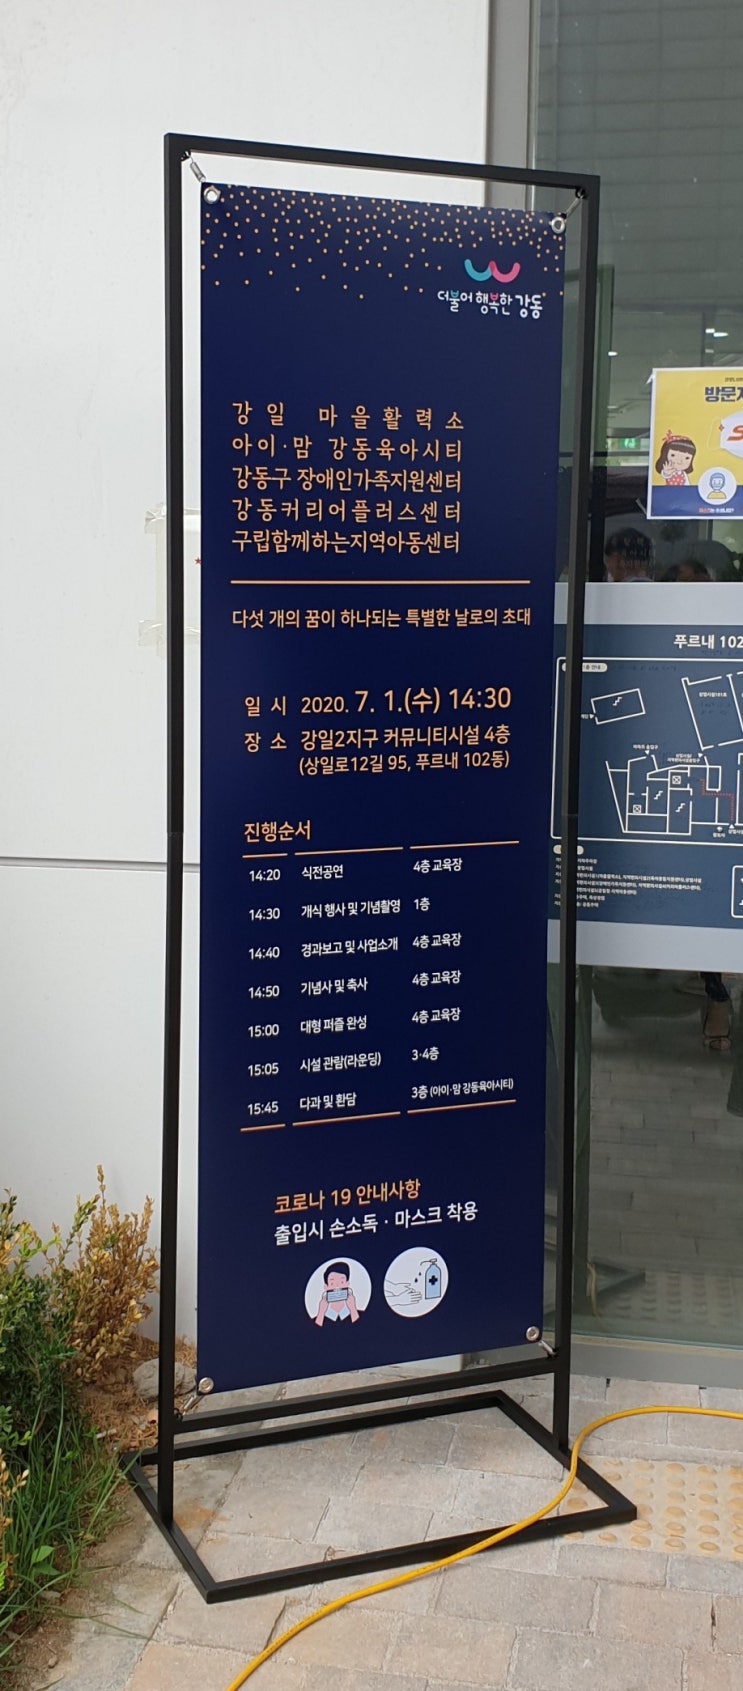 더불어 행복한 강동
강일 마을활력소
아이·맘 강동육아시티
강동구 장애인가족지원센터
강동커리어플러스센터
구립함께하는지역아동센터
다섯 개의 꿈이 하나되는 특별한 날로의 초대
일 시 2020. 7. 1.(수) 14:30
장 소 강일2지구 커뮤니티시설 4층
(상일로12길 95, 푸르내 102동)
진행순서
14:20 식전공연 4층 교육장
14:30 개식 행사 및 기념촬영 1층
14:40 경과보고 및 사업소개 4층 교육장
14:50 기념사 및 축사 4층 교육장
15:00 대형 퍼즐 완성 4층 교육장
15:05 시설 관람(라운딩) 3·4층
15:45 다과 및 환담 3층 (아이·맘 강동육아시티)
코로나 19 안내사항
출입시 손소독 · 마스크 착용
방문
푸르내 102